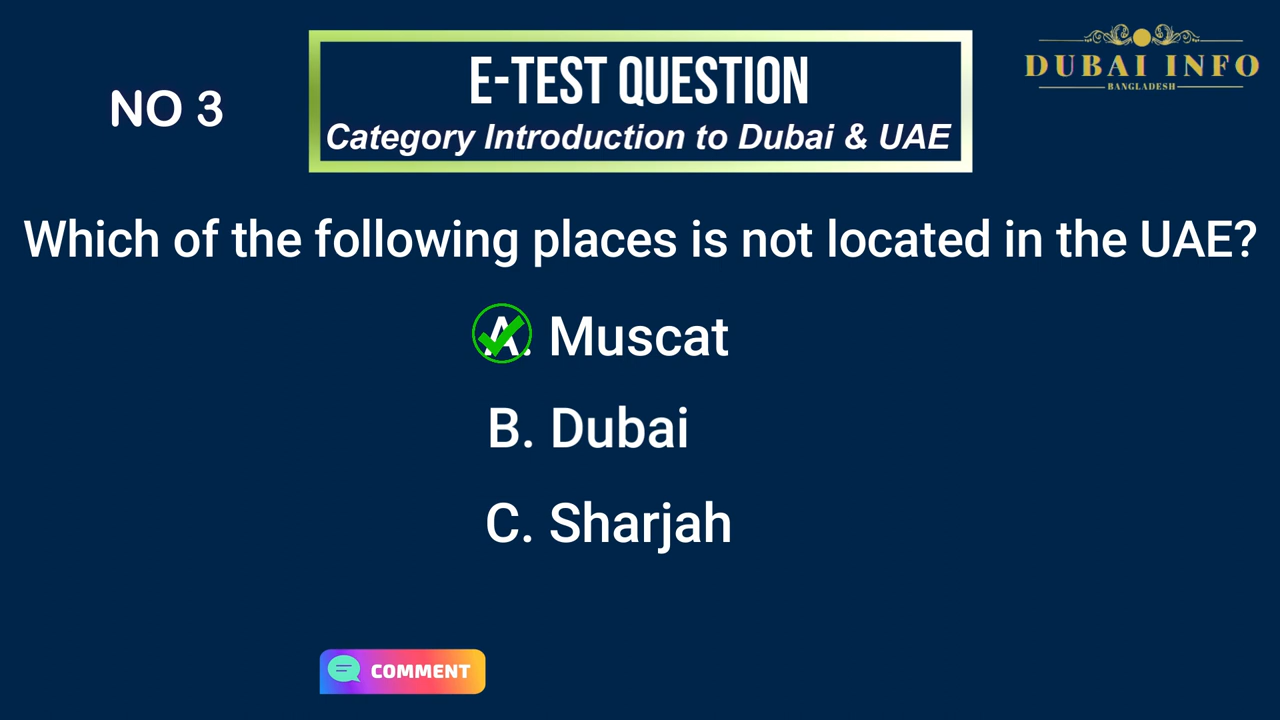 NO 3
E-TEST QUESTION
Category Introduction to Dubai & UAE
DUBAI INFO
BANGLADESH
Which of the following places is not located in the UAE?
A. Muscat
B. Dubai
C. Sharjah
COMMENT